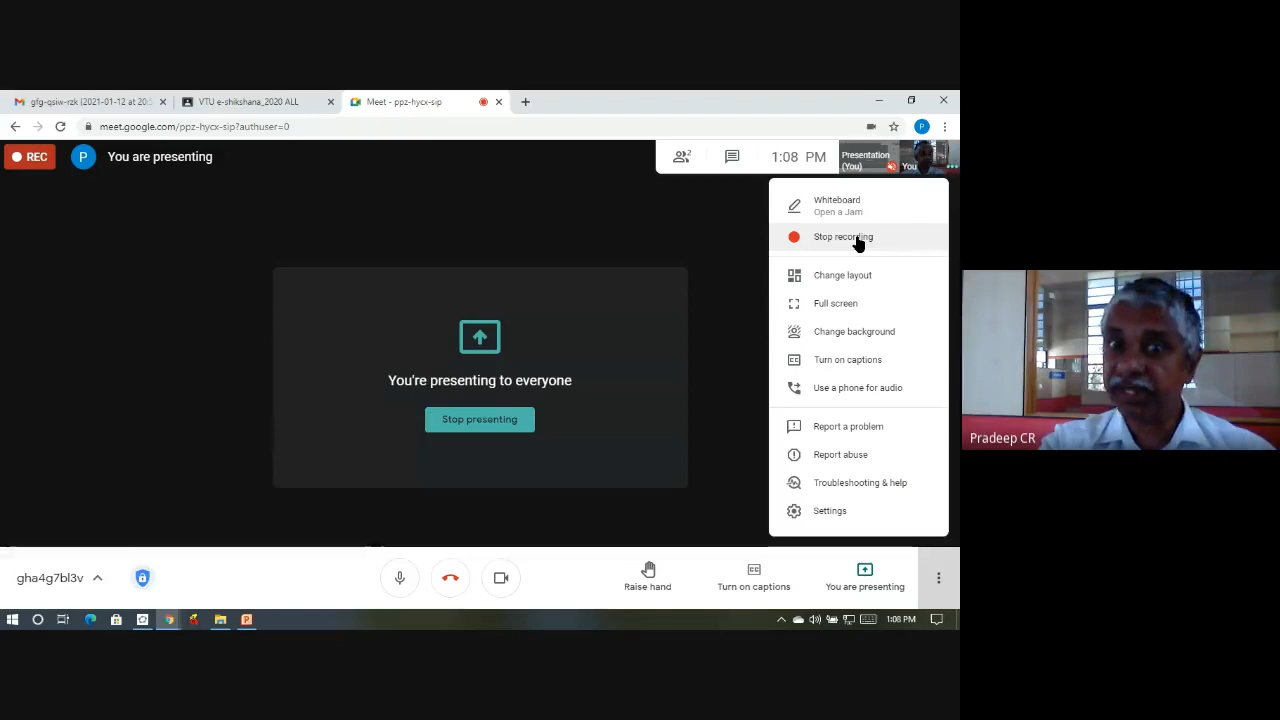 gfg-qsiw-rzk (2021-01-12 at 20:
VTU e-shikshana_2020 ALL
Meet - ppz-hycx-sip
meet.google.com/ppz-hycx-sip?authuser=0
P
REC
P
You are presenting
2
1:08 PM
Presentation
(You)
You
Whiteboard
Open a Jam
Stop recording
Change layout
Full screen
Change background
Turn on captions
Use a phone for audio
Report a problem
Report abuse
Troubleshooting & help
Settings
You're presenting to everyone
Stop presenting
Pradeep CR
gha4g7bl3v
Raise hand
Turn on captions
You are presenting
1:08 PM